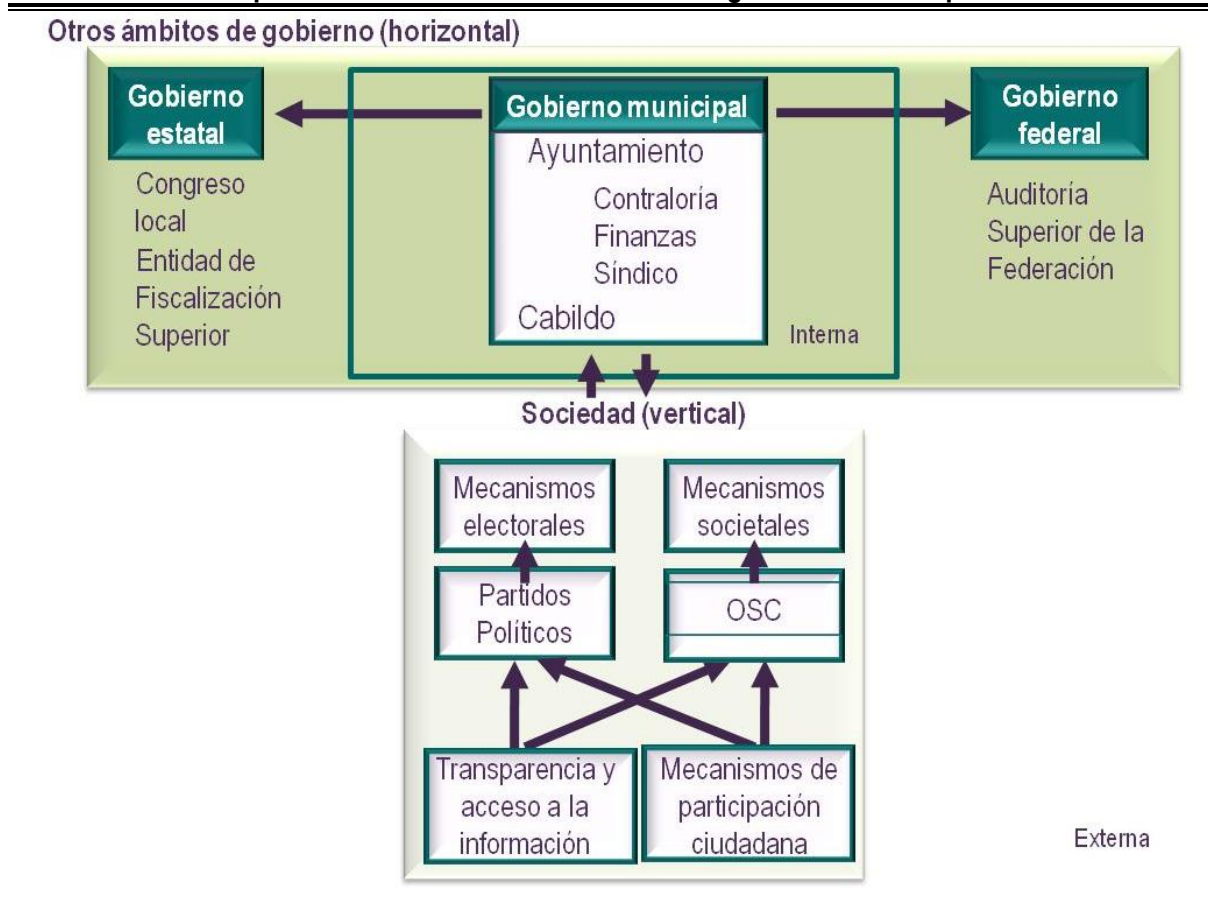 Otros ámbitos de gobierno (horizontal)
Gobierno
estatal
Congreso
local
Entidad de
Fiscalización
Superior
Gobierno municipal
Ayuntamiento
Contraloría
Finanzas
Síndico
Cabildo
Interna
Gobierno
federal
Auditoría
Superior de la
Federación
Sociedad (vertical)
Mecanismos
electorales
Mecanismos
societales
Partidos
Políticos
OSC
Transparencia y
acceso a la
información
Mecanismos de
participación
ciudadana
Externa